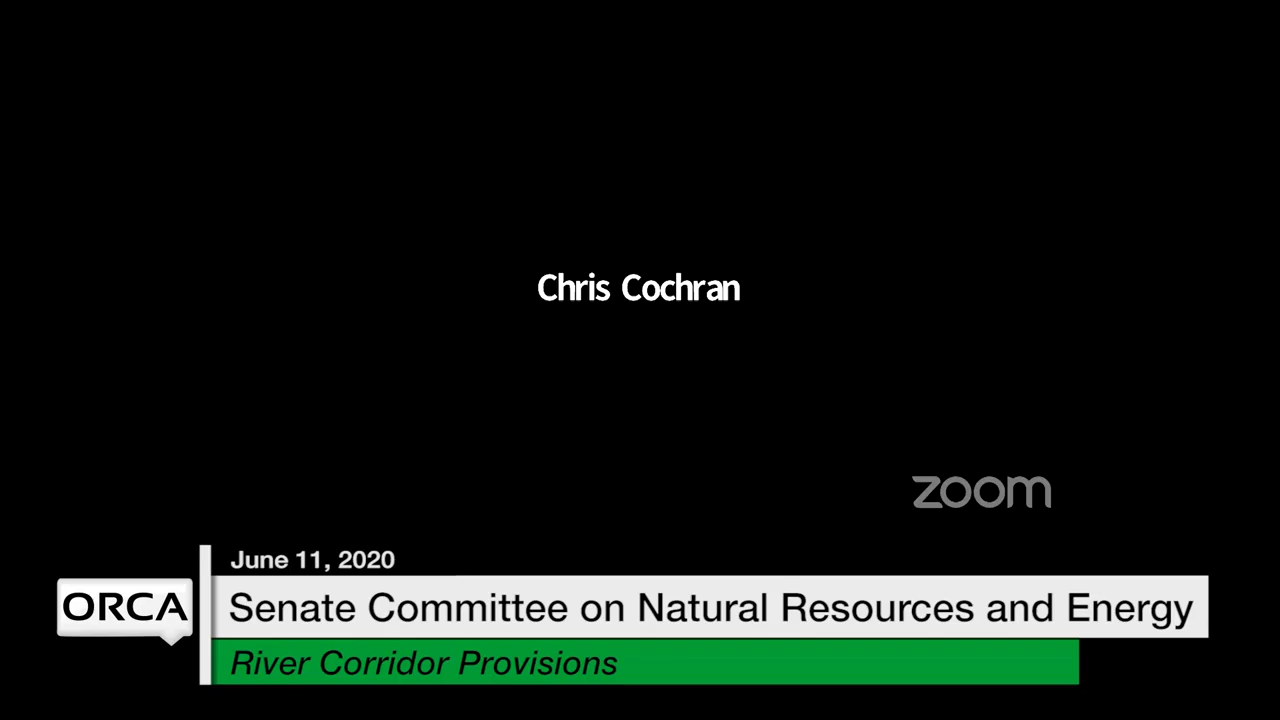 Chris Cochran
zoom
June 11, 2020
ORCA
Senate Committee on Natural Resources and Energy
River Corridor Provisions